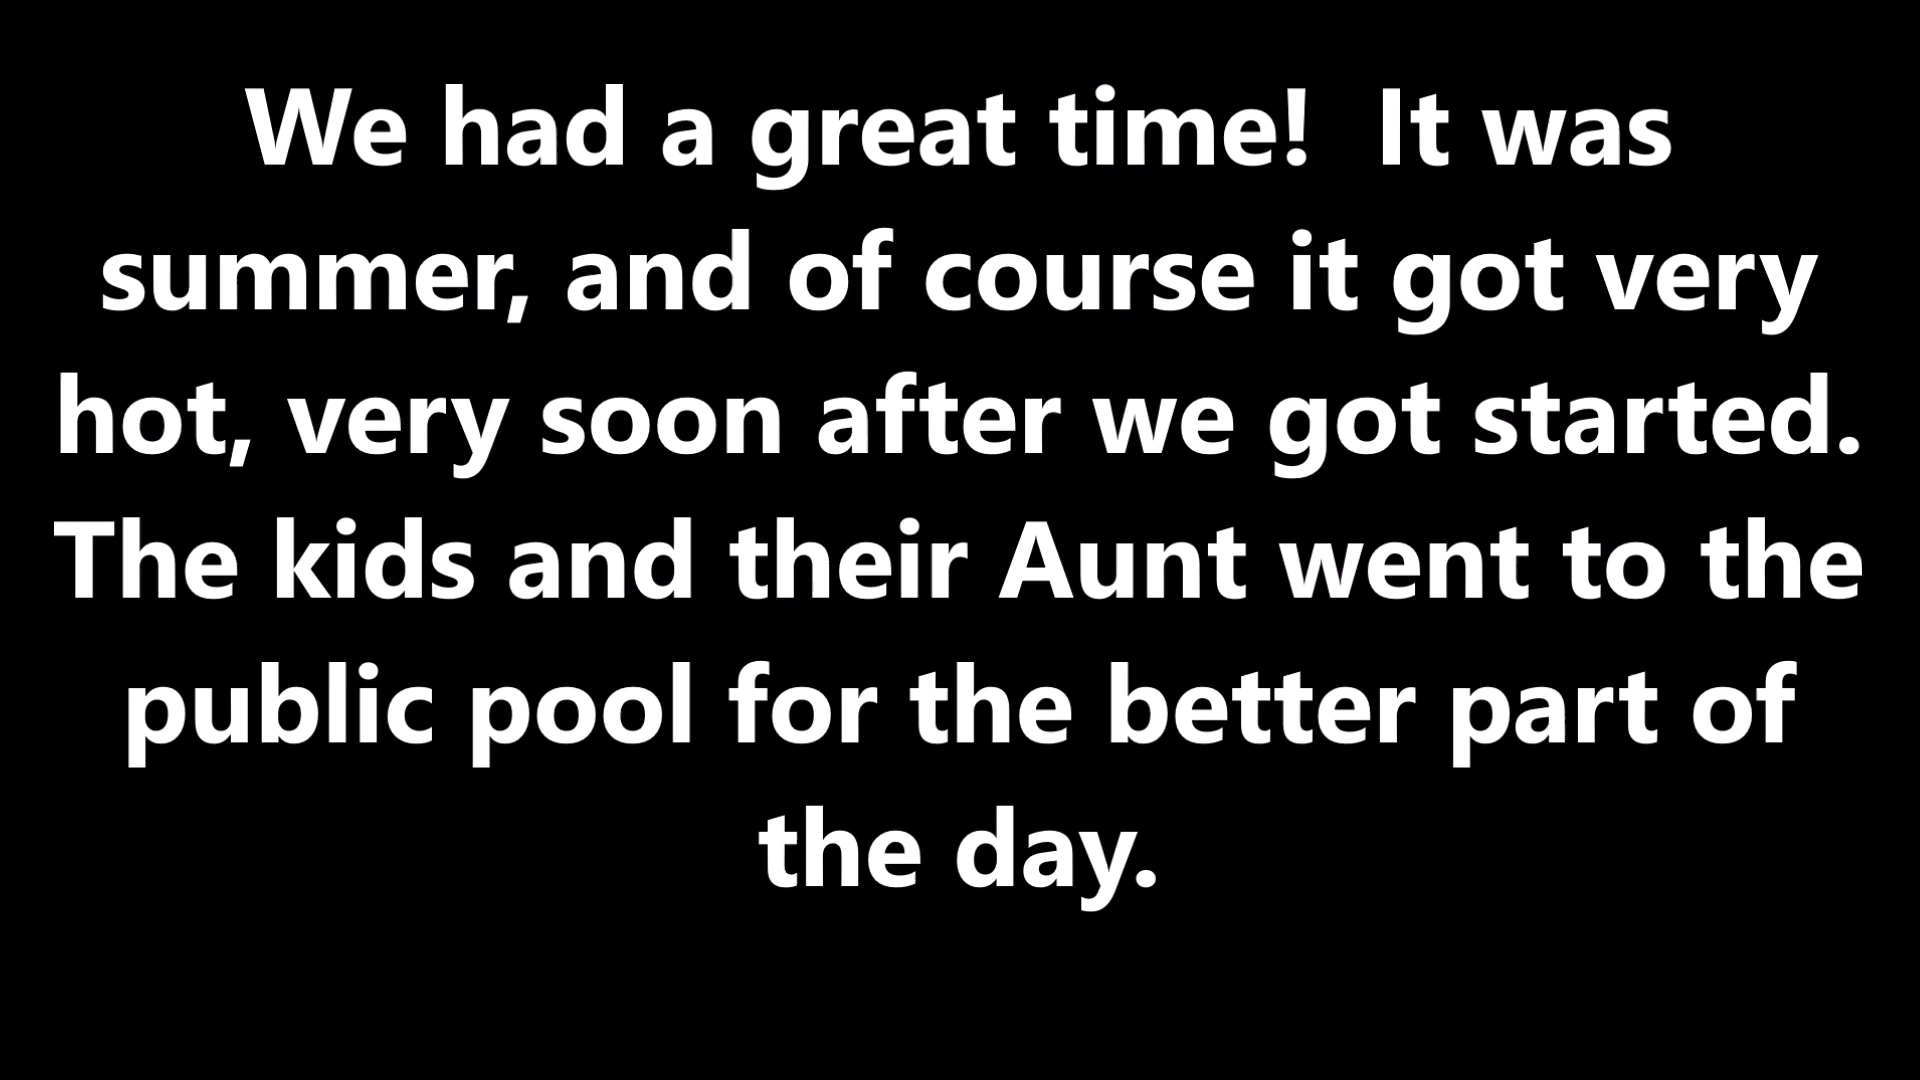 We had a great time!  It was
summer, and of course it got very
hot, very soon after we got started.
The kids and their Aunt went to the
public pool for the better part of
the day.